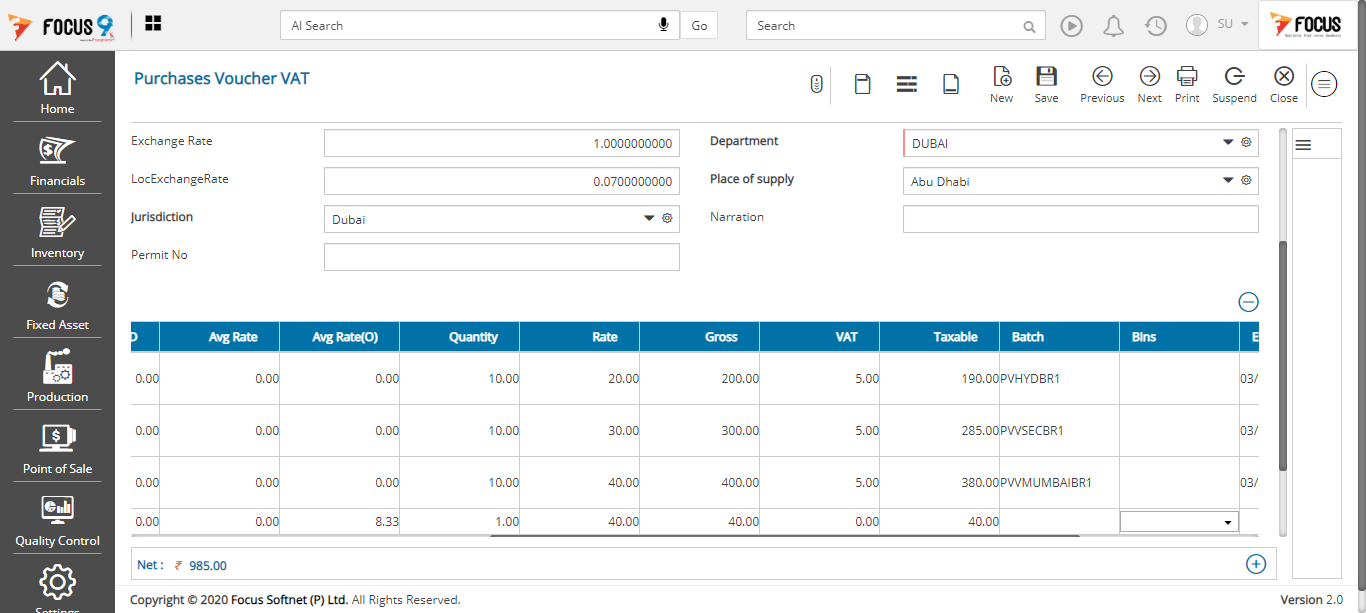 FOCUS 9
AI Search
Go
Search
SU
FOCUS
Home
Financials
Inventory
Fixed Asset
Production
Point of Sale
Quality Control
Settings
Purchases Voucher VAT
New Save Previous Next Print Suspend Close
Exchange Rate 1.0000000000 Department DUBAI
LocExchangeRate 0.0700000000 Place of supply Abu Dhabi
Jurisdiction Dubai Narration
Permit No
Avg Rate Avg Rate(O) Quantity Rate Gross VAT Taxable Batch Bins E
0.00 0.00 0.00 10.00 20.00 200.00 5.00 190.00 PVHYDBR1 03/
0.00 0.00 0.00 10.00 30.00 300.00 5.00 285.00 PVVSECBR1 03/
0.00 0.00 0.00 10.00 40.00 400.00 5.00 380.00 PVVMUMBAIBR1 03/
0.00 0.00 8.33 1.00 40.00 40.00 0.00 40.00
Net : ₹ 985.00
Copyright © 2020 Focus Softnet (P) Ltd. All Rights Reserved. Version 2.0